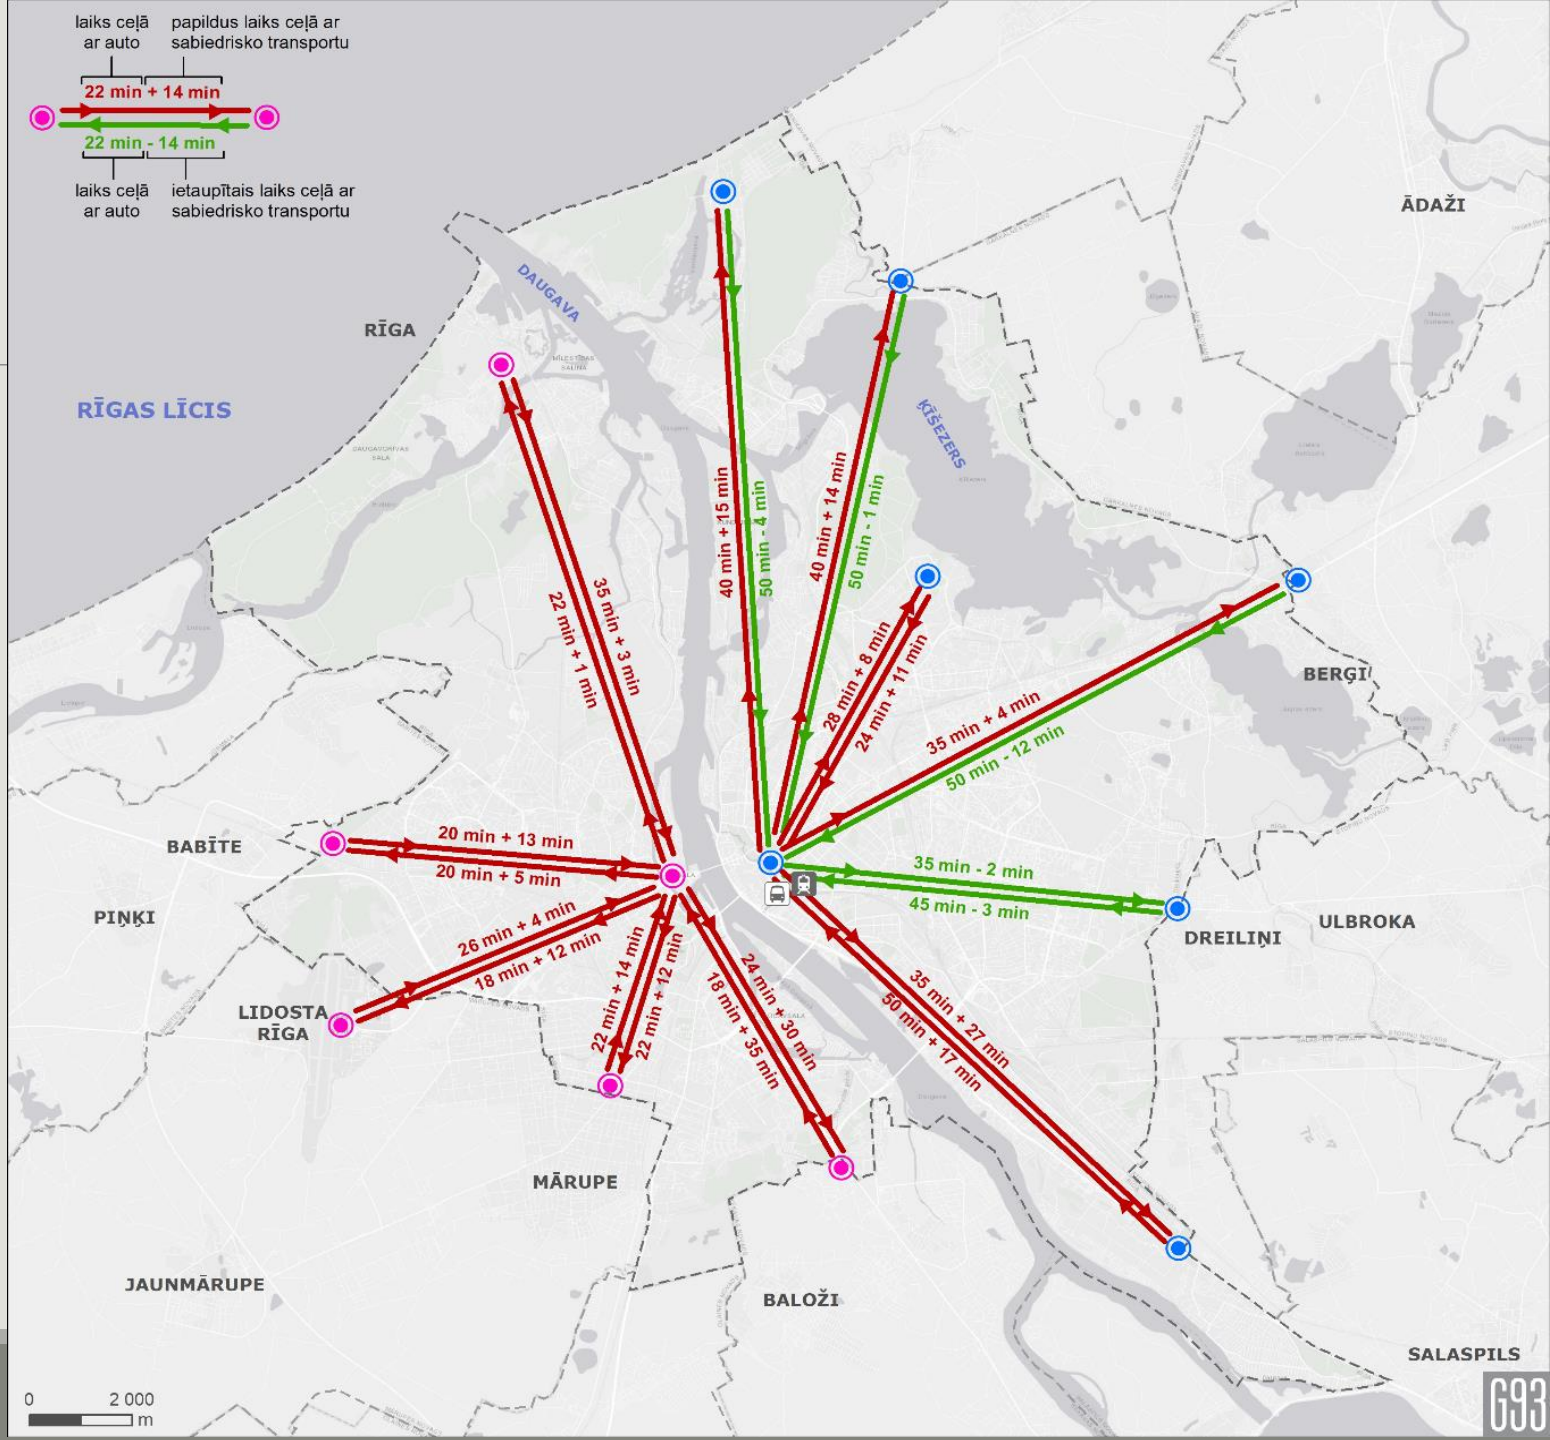 laiks ceļā
ar auto
papildus laiks ceļā ar
sabiedrisko transportu
22 min + 14 min
22 min - 14 min
laiks ceļā
ar auto
ietaupītais laiks ceļā ar
sabiedrisko transportu
ĀDAŽI
DAUGAVA
RĪGA
MĪLESTĪBAS
SALIŅA
RĪGAS LĪCIS
ĶĪŠEZERS
DAUGAVGRĪVAS
SALA
40 min + 15 min
50 min - 4 min
40 min + 14 min
50 min - 1 min
35 min + 3 min
22 min + 1 min
28 min + 8 min
24 min + 11 min
BERĢI
35 min + 4 min
50 min - 12 min
BABĪTE
20 min + 13 min
20 min + 5 min
35 min - 2 min
45 min - 3 min
PIŅĶI
ULBROKA
DREILIŅI
26 min + 4 min
18 min + 12 min
22 min + 14 min
22 min + 12 min
24 min + 30 min
18 min + 35 min
35 min + 27 min
50 min + 17 min
LIDOSTA
RĪGA
MĀRUPE
JAUNMĀRUPE
BALOŽI
SALASPILS
0 2 000
m
G93